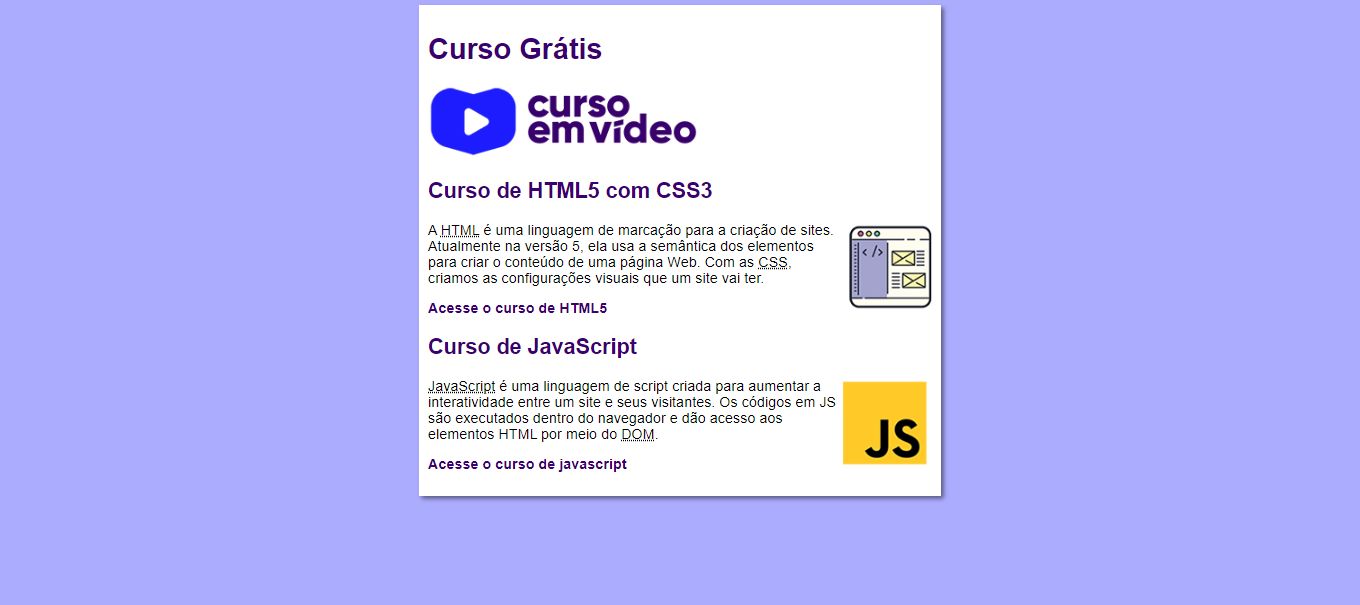 Curso Grátis
curso
em vídeo
Curso de HTML5 com CSS3
A HTML é uma linguagem de marcação para a criação de sites.
Atualmente na versão 5, ela usa a semântica dos elementos
para criar o conteúdo de uma página Web. Com as CSS,
criamos as configurações visuais que um site vai ter.
</>
Acesse o curso de HTML5
Curso de JavaScript
JavaScript é uma linguagem de script criada para aumentar a
interatividade entre um site e seus visitantes. Os códigos em JS
são executados dentro do navegador e dão acesso aos
elementos HTML por meio do DOM.
JS
Acesse o curso de javascript